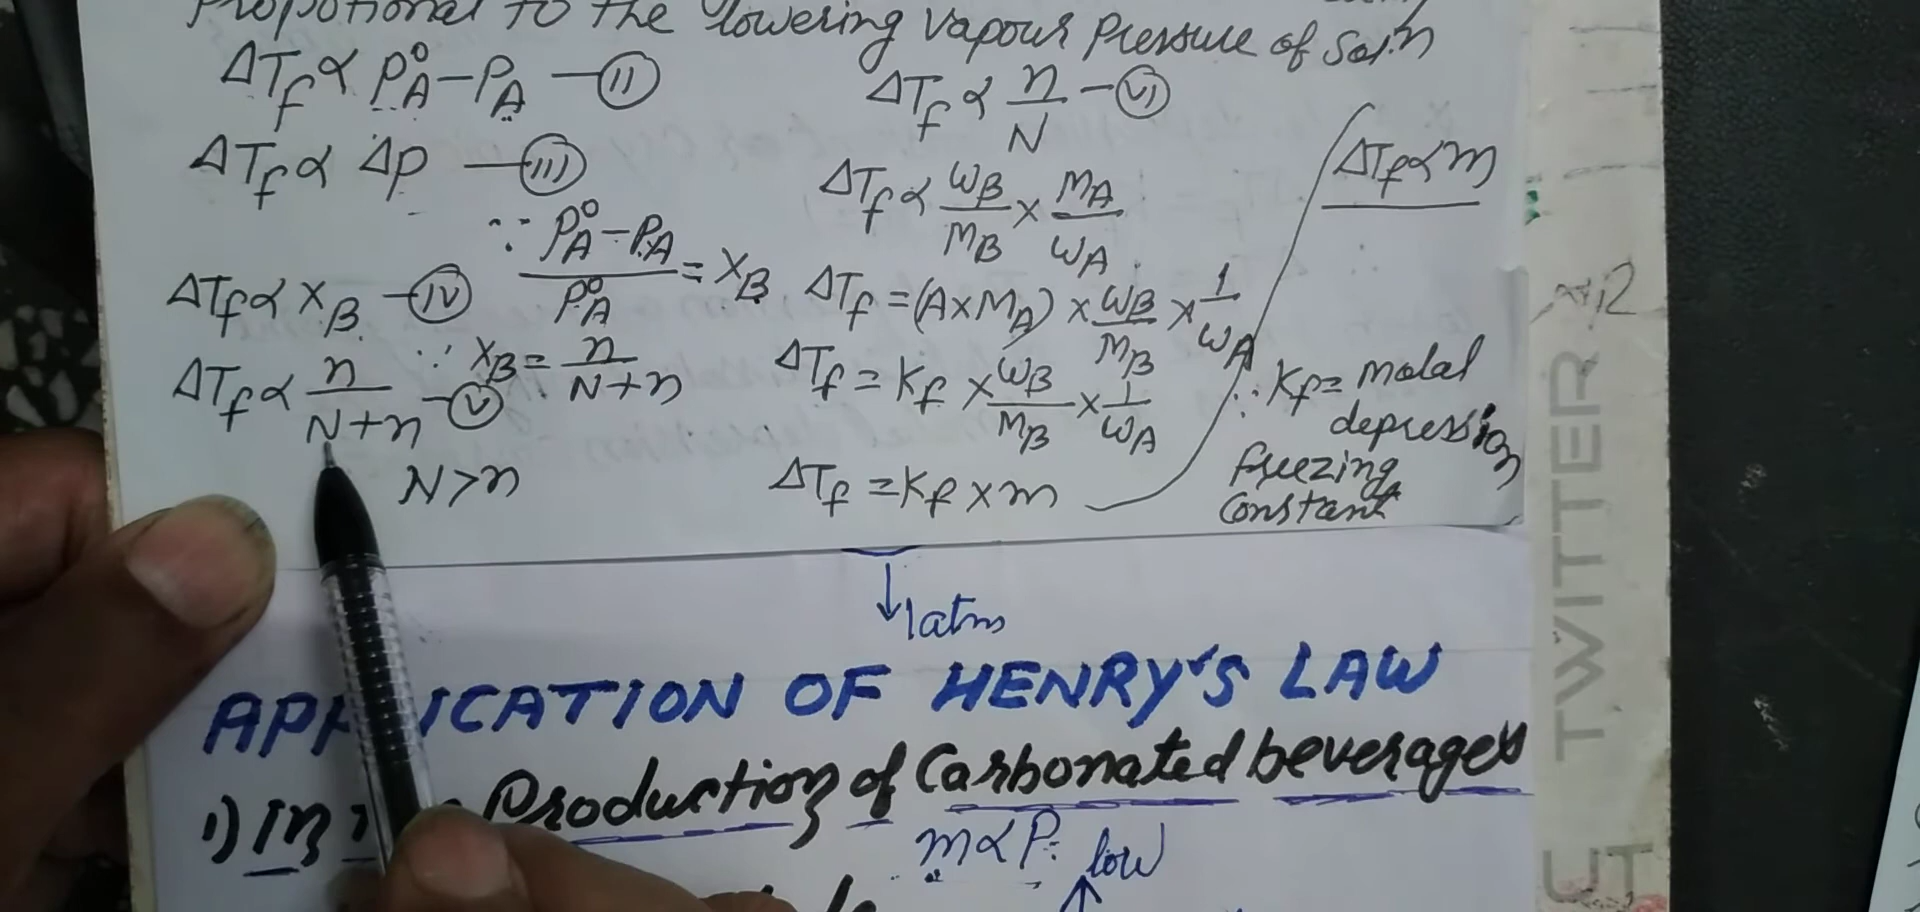 Proportional to the lowering vapour pressure of Sol.n
ΔTf ∝ P°A - PA —(II)
ΔTf ∝ ΔP —(III)
∵ P°A - PA / P°A = XB
ΔTf ∝ XB —(IV)
∵ XB = n / N+n
ΔTf ∝ n / N+n —(V)
N > n
ΔTf ∝ n / N —(VI)
ΔTf ∝ WB / MB × MA / WA
ΔTf = (A × MA) × WB / MB × 1 / WA
ΔTf = Kf × WB / MB × 1 / WA
ΔTf = Kf × m
ΔTf ∝ m
∵ Kf = molal
depression
freezing
constant
1atm
APPLICATION OF HENRY'S LAW
1) In Production of Carbonated beverages
m ∝ P
low
TWITTER